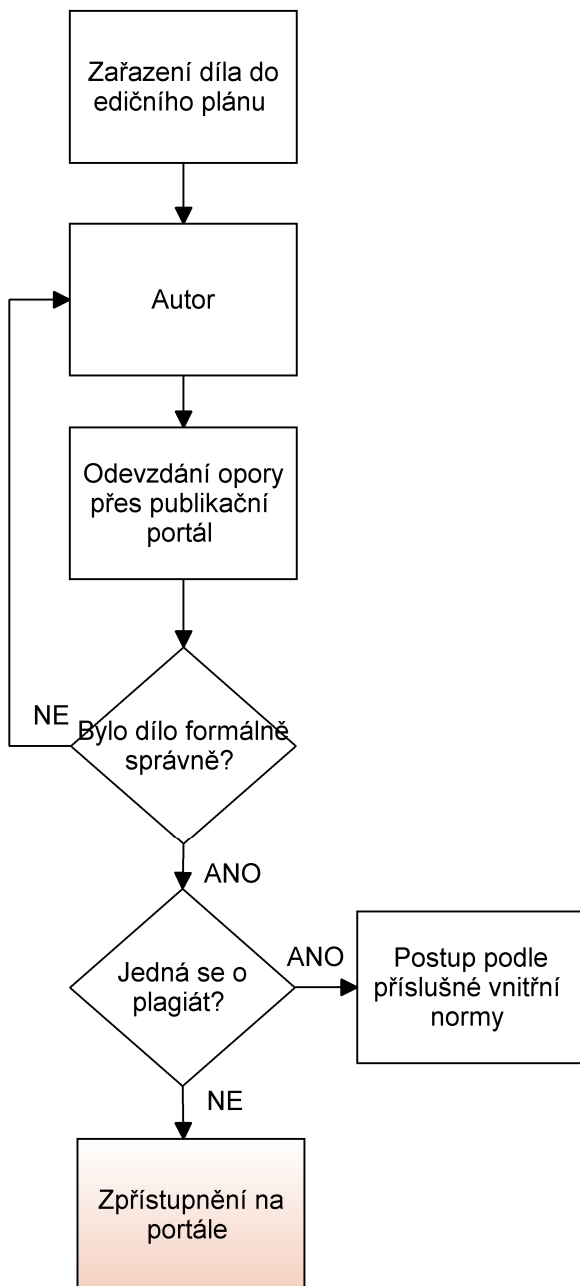 Zařazení díla do
edičního plánu
Autor
Odevzdání opory
přes publikační
portál
NE
Bylo dílo formálně
správně?
ANO
Jedná se o
plagiát?
ANO
Postup podle
příslušné vnitřní
normy
NE
Zpřístupnění na
portále